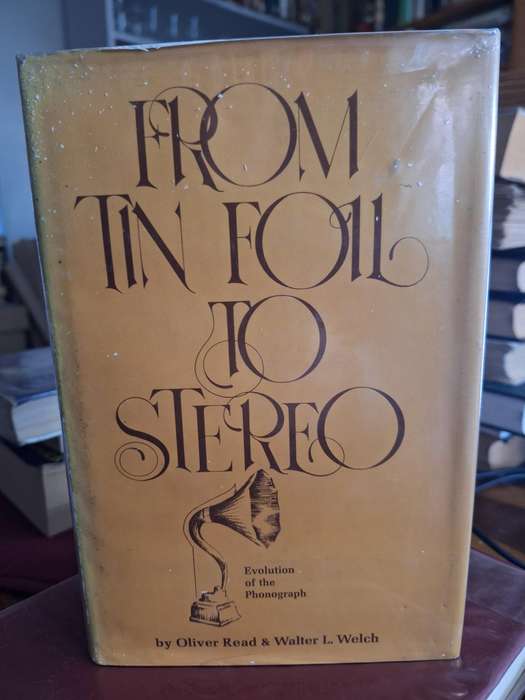 FROM
TIN FOIL
TO
STEREO
Evolution
of the
Phonograph
by Oliver Read & Walter L. Welch